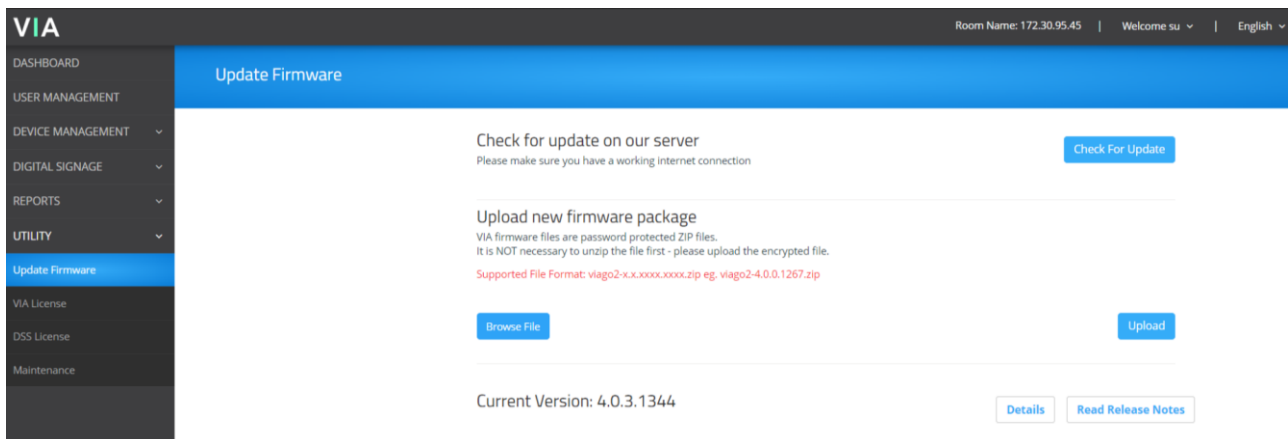 VIA
Room Name: 172.30.95.45 | Welcome su | English
DASHBOARD
USER MANAGEMENT
DEVICE MANAGEMENT
DIGITAL SIGNAGE
REPORTS
UTILITY
Update Firmware
VIA License
DSS License
Maintenance
Update Firmware
Check for update on our server
Please make sure you have a working internet connection
Check For Update
Upload new firmware package
VIA firmware files are password protected ZIP files.
It is NOT necessary to unzip the file first - please upload the encrypted file.
Supported File Format: viago2-x.x.xxxx.xxxx.zip eg. viago2-4.0.0.1267.zip
Browse File
Upload
Current Version: 4.0.3.1344
Details
Read Release Notes